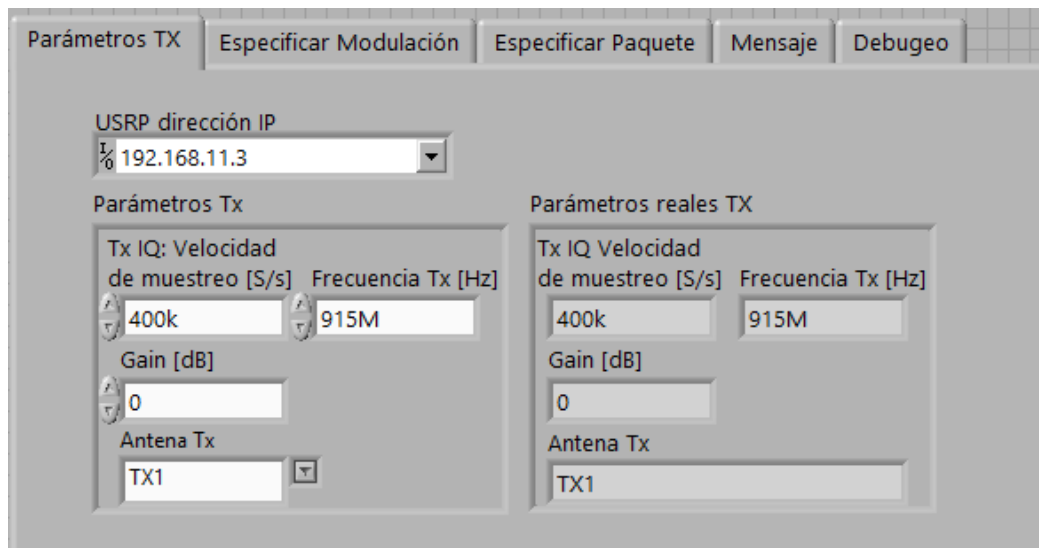 Parámetros TX
Especificar Modulación
Especificar Paquete
Mensaje
Debugeo
USRP dirección IP
I/O 192.168.11.3
Parámetros Tx
Tx IQ: Velocidad
de muestreo [S/s] Frecuencia Tx [Hz]
400k 915M
Gain [dB]
0
Antena Tx
TX1
Parámetros reales TX
Tx IQ Velocidad
de muestreo [S/s] Frecuencia Tx [Hz]
400k 915M
Gain [dB]
0
Antena Tx
TX1